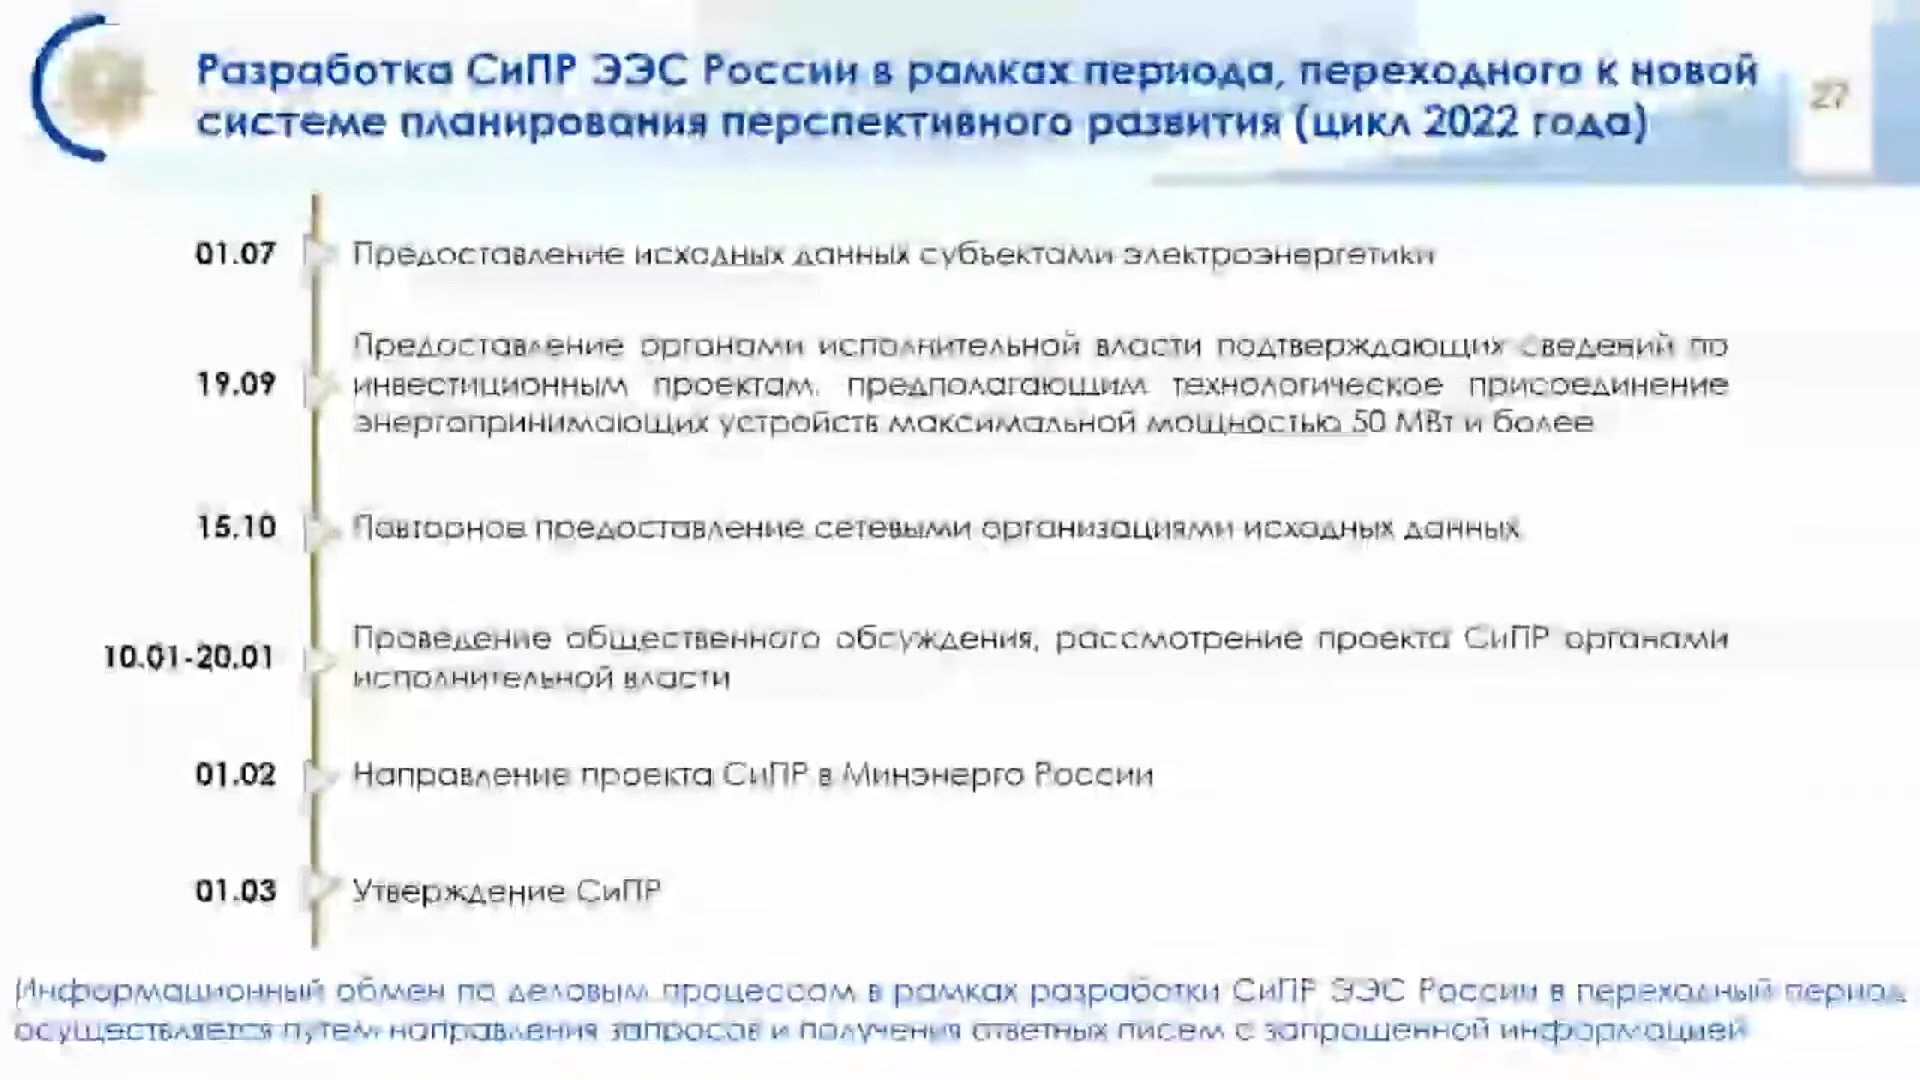 Разработка СиПР ЭЭС России в рамках периода, переходного к новой
системе планирования перспективного развития (цикл 2022 года)
27
01.07
Предоставление исходных данных субъектами электроэнергетики
19.09
Предоставление органами исполнительной власти подтверждающих сведений по
инвестиционным проектам, предполагающим технологическое присоединение
энергопринимающих устройств максимальной мощностью 50 МВт и более
15.10
Повторное предоставление сетевыми организациями исходных данных
10.01-20.01
Проведение общественного обсуждения, рассмотрение проекта СиПР органами
исполнительной власти
01.02
Направление проекта СиПР в Минэнерго России
01.03
Утверждение СиПР
Информационный обмен по деловым процессам в рамках разработки СиПР ЭЭС России в переходный период
осуществляется путем направления запросов и получения ответных писем с запрошенной информацией